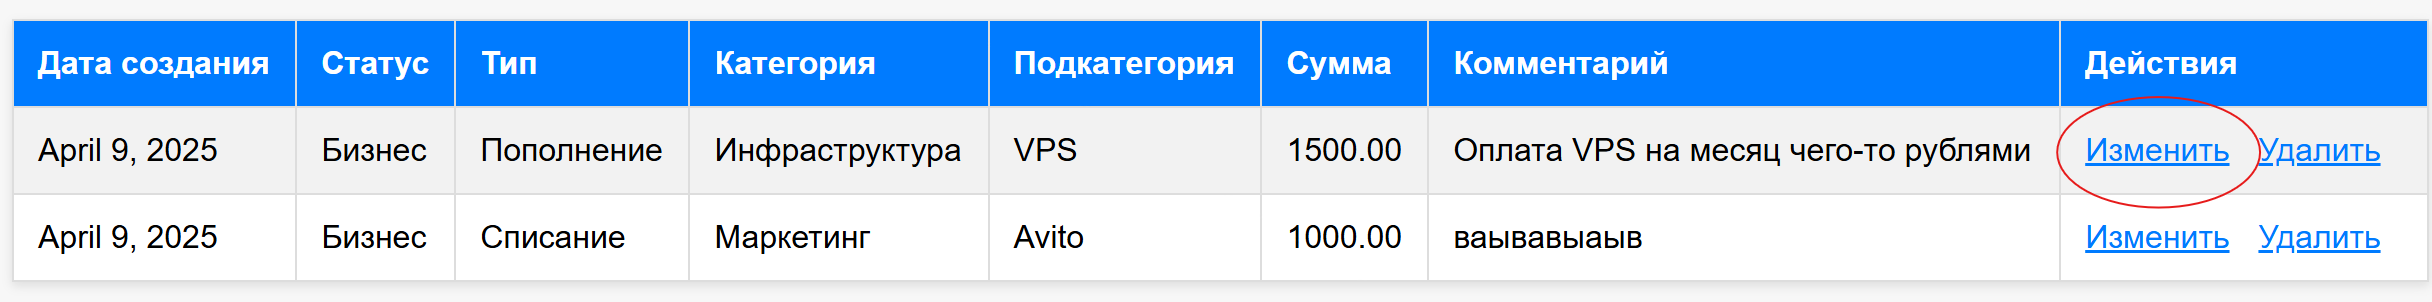 Дата создания Статус Тип Категория Подкатегория Сумма Комментарий Действия
April 9, 2025 Бизнес Пополнение Инфраструктура VPS 1500.00 Оплата VPS на месяц чего-то рублями Изменить Удалить
April 9, 2025 Бизнес Списание Маркетинг Avito 1000.00 ваывавыаыв Изменить Удалить